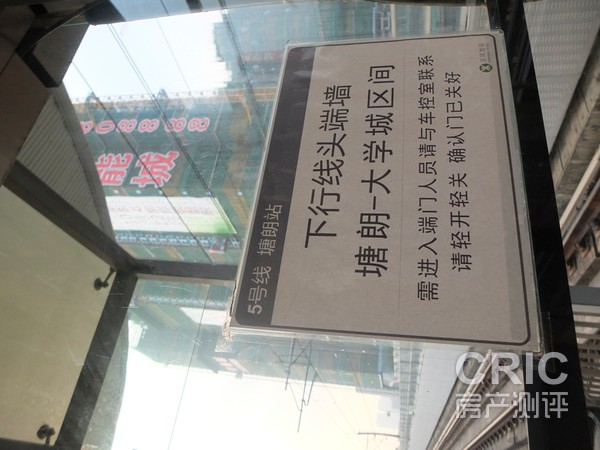 5号线 塘朗站
下行线头端墙
塘朗-大学城区间
需进入端门人员请与车控室联系
请轻开轻关 确认门已关好
能城
CRIC
房产测评